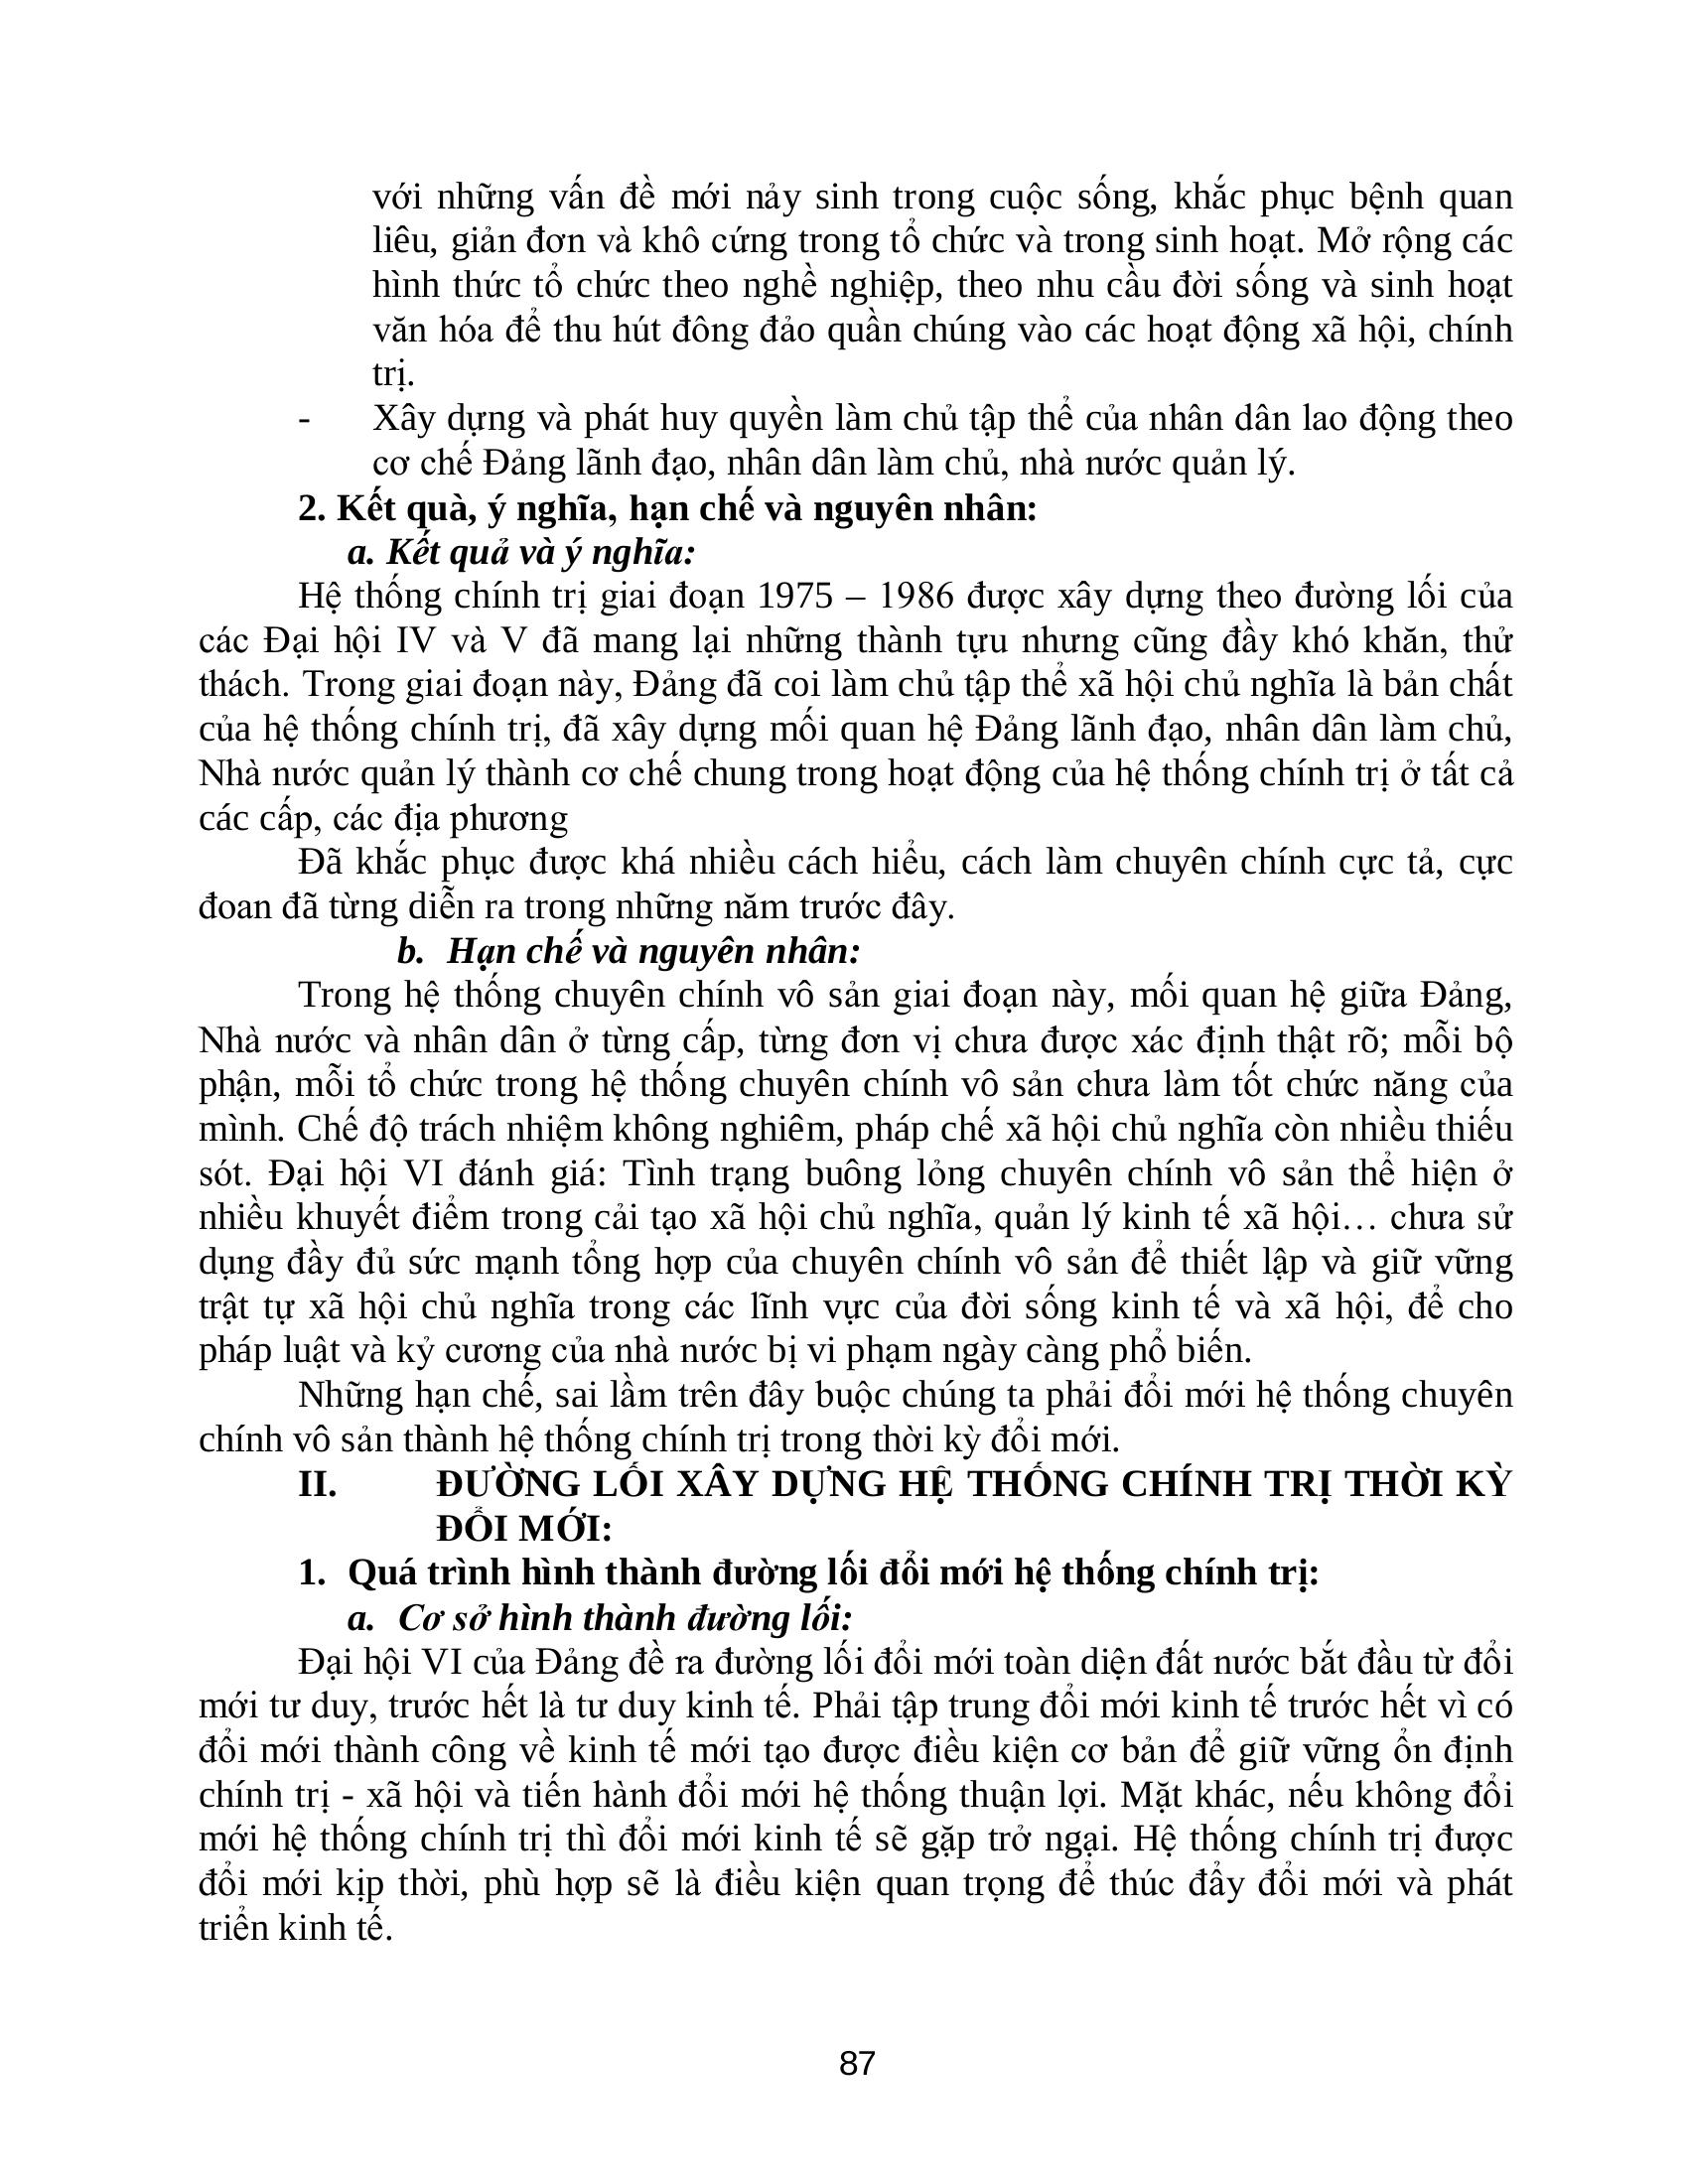 với những vấn đề mới nảy sinh trong cuộc sống, khắc phục bệnh quan
liêu, giản đơn và khô cứng trong tổ chức và trong sinh hoạt. Mở rộng các
hình thức tổ chức theo nghề nghiệp, theo nhu cầu đời sống và sinh hoạt
văn hóa để thu hút đông đảo quần chúng vào các hoạt động xã hội, chính
trị.
- Xây dựng và phát huy quyền làm chủ tập thể của nhân dân lao động theo
cơ chế Đảng lãnh đạo, nhân dân làm chủ, nhà nước quản lý.
2. Kết quà, ý nghĩa, hạn chế và nguyên nhân:
a. Kết quả và ý nghĩa:
Hệ thống chính trị giai đoạn 1975 – 1986 được xây dựng theo đường lối của
các Đại hội IV và V đã mang lại những thành tựu nhưng cũng đầy khó khăn, thử
thách. Trong giai đoạn này, Đảng đã coi làm chủ tập thể xã hội chủ nghĩa là bản chất
của hệ thống chính trị, đã xây dựng mối quan hệ Đảng lãnh đạo, nhân dân làm chủ,
Nhà nước quản lý thành cơ chế chung trong hoạt động của hệ thống chính trị ở tất cả
các cấp, các địa phương
Đã khắc phục được khá nhiều cách hiểu, cách làm chuyên chính cực tả, cực
đoan đã từng diễn ra trong những năm trước đây.
b. Hạn chế và nguyên nhân:
Trong hệ thống chuyên chính vô sản giai đoạn này, mối quan hệ giữa Đảng,
Nhà nước và nhân dân ở từng cấp, từng đơn vị chưa được xác định thật rõ; mỗi bộ
phận, mỗi tổ chức trong hệ thống chuyên chính vô sản chưa làm tốt chức năng của
mình. Chế độ trách nhiệm không nghiêm, pháp chế xã hội chủ nghĩa còn nhiều thiếu
sót. Đại hội VI đánh giá: Tình trạng buông lỏng chuyên chính vô sản thể hiện ở
nhiều khuyết điểm trong cải tạo xã hội chủ nghĩa, quản lý kinh tế xã hội… chưa sử
dụng đầy đủ sức mạnh tổng hợp của chuyên chính vô sản để thiết lập và giữ vững
trật tự xã hội chủ nghĩa trong các lĩnh vực của đời sống kinh tế và xã hội, để cho
pháp luật và kỷ cương của nhà nước bị vi phạm ngày càng phổ biến.
Những hạn chế, sai lầm trên đây buộc chúng ta phải đổi mới hệ thống chuyên
chính vô sản thành hệ thống chính trị trong thời kỳ đổi mới.
II. ĐƯỜNG LỐI XÂY DỰNG HỆ THỐNG CHÍNH TRỊ THỜI KỲ
ĐỔI MỚI:
1. Quá trình hình thành đường lối đổi mới hệ thống chính trị:
a. Cơ sở hình thành đường lối:
Đại hội VI của Đảng đề ra đường lối đổi mới toàn diện đất nước bắt đầu từ đổi
mới tư duy, trước hết là tư duy kinh tế. Phải tập trung đổi mới kinh tế trước hết vì có
đổi mới thành công về kinh tế mới tạo được điều kiện cơ bản để giữ vững ổn định
chính trị - xã hội và tiến hành đổi mới hệ thống thuận lợi. Mặt khác, nếu không đổi
mới hệ thống chính trị thì đổi mới kinh tế sẽ gặp trở ngại. Hệ thống chính trị được
đổi mới kịp thời, phù hợp sẽ là điều kiện quan trọng để thúc đẩy đổi mới và phát
triển kinh tế.
87